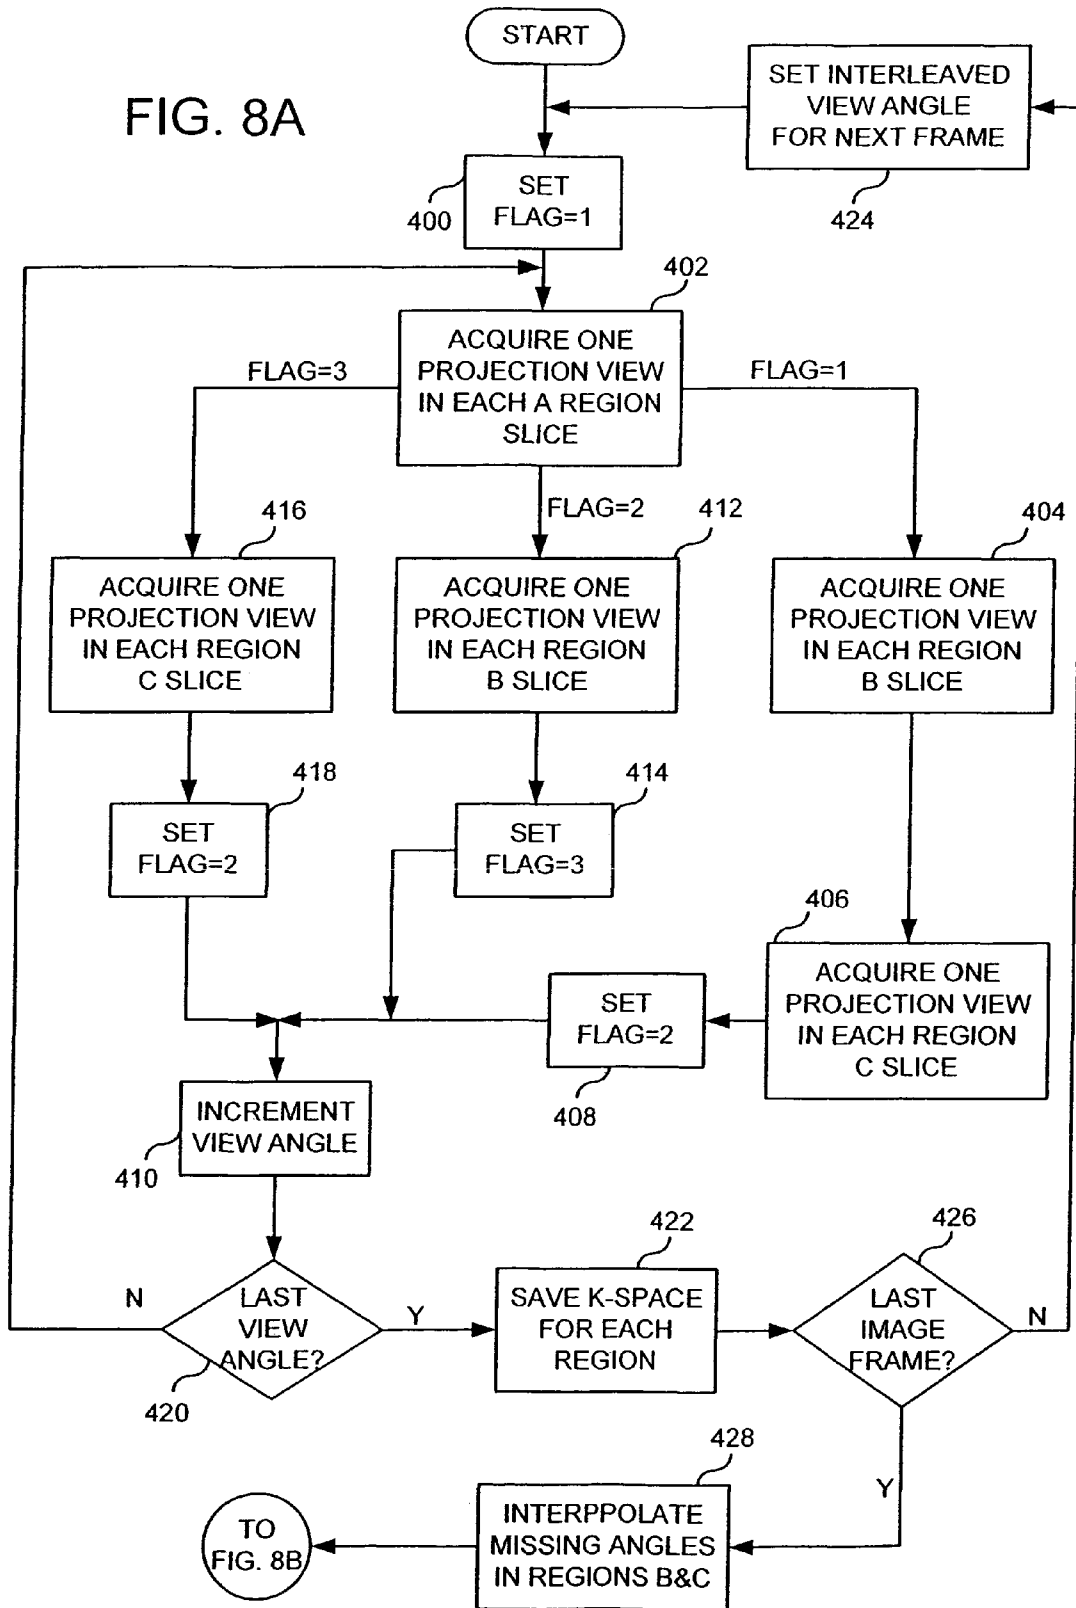 START
FIG. 8A
SET INTERLEAVED
VIEW ANGLE
FOR NEXT FRAME
424
400
SET
FLAG=1
402
ACQUIRE ONE
PROJECTION VIEW
IN EACH A REGION
SLICE
FLAG=3
FLAG=1
FLAG=2
416
ACQUIRE ONE
PROJECTION VIEW
IN EACH REGION
C SLICE
412
ACQUIRE ONE
PROJECTION VIEW
IN EACH REGION
B SLICE
404
ACQUIRE ONE
PROJECTION VIEW
IN EACH REGION
B SLICE
418
SET
FLAG=2
414
SET
FLAG=3
406
ACQUIRE ONE
PROJECTION VIEW
IN EACH REGION
C SLICE
SET
FLAG=2
408
INCREMENT
VIEW ANGLE
410
N
LAST
VIEW
ANGLE?
420
Y
422
SAVE K-SPACE
FOR EACH
REGION
426
LAST
IMAGE
FRAME?
N
Y
428
INTERPPOLATE
MISSING ANGLES
IN REGIONS B&C
TO
FIG. 8B